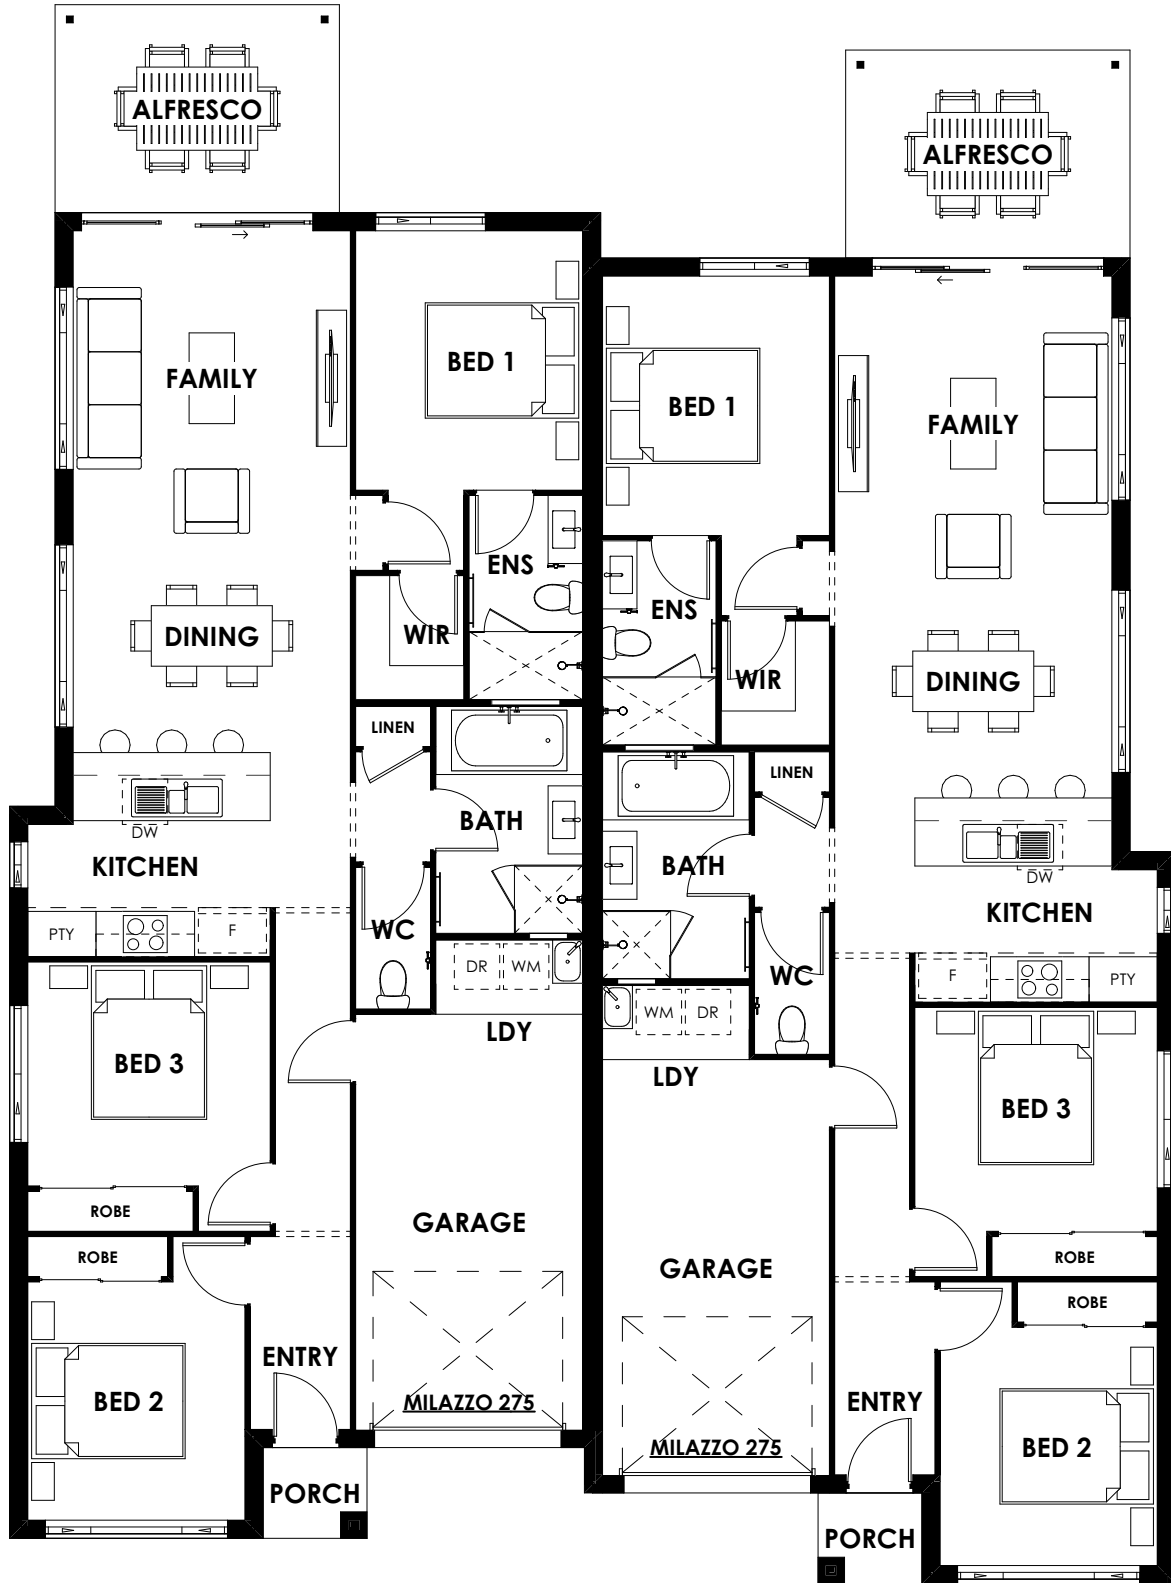 ALFRESCO
FAMILY
BED 1
ENS
WIR
DINING
LINEN
BATH
DW
KITCHEN
PTY
F
WC
DR
WM
LDY
BED 3
ROBE
ROBE
GARAGE
ENTRY
BED 2
MILAZZO 275
PORCH
ALFRESCO
BED 1
FAMILY
ENS
WIR
DINING
LINEN
BATH
DW
KITCHEN
WC
F
PTY
WM
DR
LDY
BED 3
ROBE
GARAGE
ROBE
ENTRY
BED 2
MILAZZO 275
PORCH